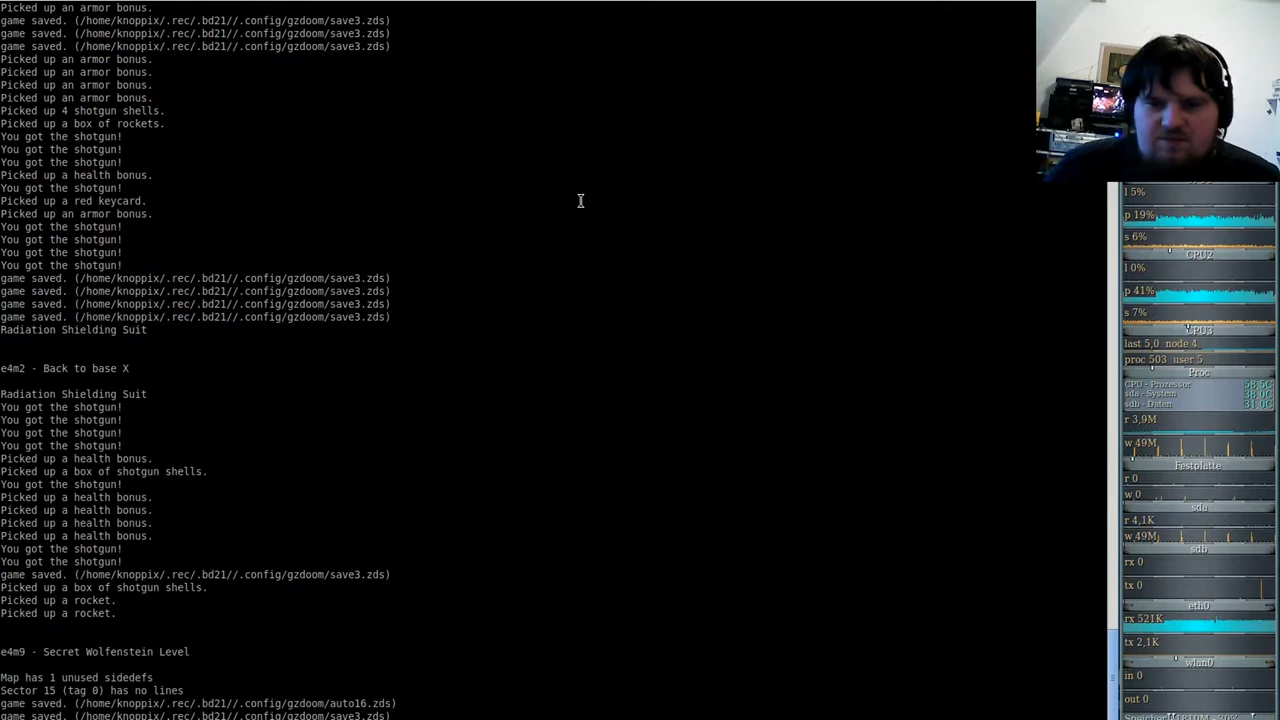 Picked up an armor bonus.
game saved. (/home/knoppix/.rec/.bd21//.config/gzdoom/save3.zds)
game saved. (/home/knoppix/.rec/.bd21//.config/gzdoom/save3.zds)
game saved. (/home/knoppix/.rec/.bd21//.config/gzdoom/save3.zds)
Picked up an armor bonus.
Picked up an armor bonus.
Picked up an armor bonus.
Picked up an armor bonus.
Picked up 4 shotgun shells.
Picked up a box of rockets.
You got the shotgun!
You got the shotgun!
You got the shotgun!
Picked up a health bonus.
You got the shotgun!
Picked up a red keycard.
Picked up an armor bonus.
You got the shotgun!
You got the shotgun!
You got the shotgun!
You got the shotgun!
game saved. (/home/knoppix/.rec/.bd21//.config/gzdoom/save3.zds)
game saved. (/home/knoppix/.rec/.bd21//.config/gzdoom/save3.zds)
game saved. (/home/knoppix/.rec/.bd21//.config/gzdoom/save3.zds)
game saved. (/home/knoppix/.rec/.bd21//.config/gzdoom/save3.zds)
Radiation Shielding Suit
e4m2 - Back to base X
Radiation Shielding Suit
You got the shotgun!
You got the shotgun!
You got the shotgun!
You got the shotgun!
Picked up a health bonus.
Picked up a box of shotgun shells.
You got the shotgun!
Picked up a health bonus.
Picked up a health bonus.
Picked up a health bonus.
Picked up a health bonus.
You got the shotgun!
You got the shotgun!
game saved. (/home/knoppix/.rec/.bd21//.config/gzdoom/save3.zds)
Picked up a box of shotgun shells.
Picked up a rocket.
Picked up a rocket.
e4m9 - Secret Wolfenstein Level
Map has 1 unused sidedefs
Sector 15 (tag 0) has no lines
game saved. (/home/knoppix/.rec/.bd21//.config/gzdoom/auto16.zds)
game saved. (/home/knoppix/.rec/.bd21//.config/gzdoom/save3.zds)
l 5%
p 19%
s 6%
CPU2
l 0%
p 41%
s 7%
CPU3
last 5,0 node 4
proc 503 user 5
Proc
CPU - Prozessor 58.5C
sda - System 38.0C
sdb - Daten 31.0C
r 3,9M
w 49M
Festplatte
r 0
w 0
sda
r 4,1K
w 49M
sdb
rx 0
tx 0
eth0
rx 521K
tx 2,1K
wlan0
in 0
out 0